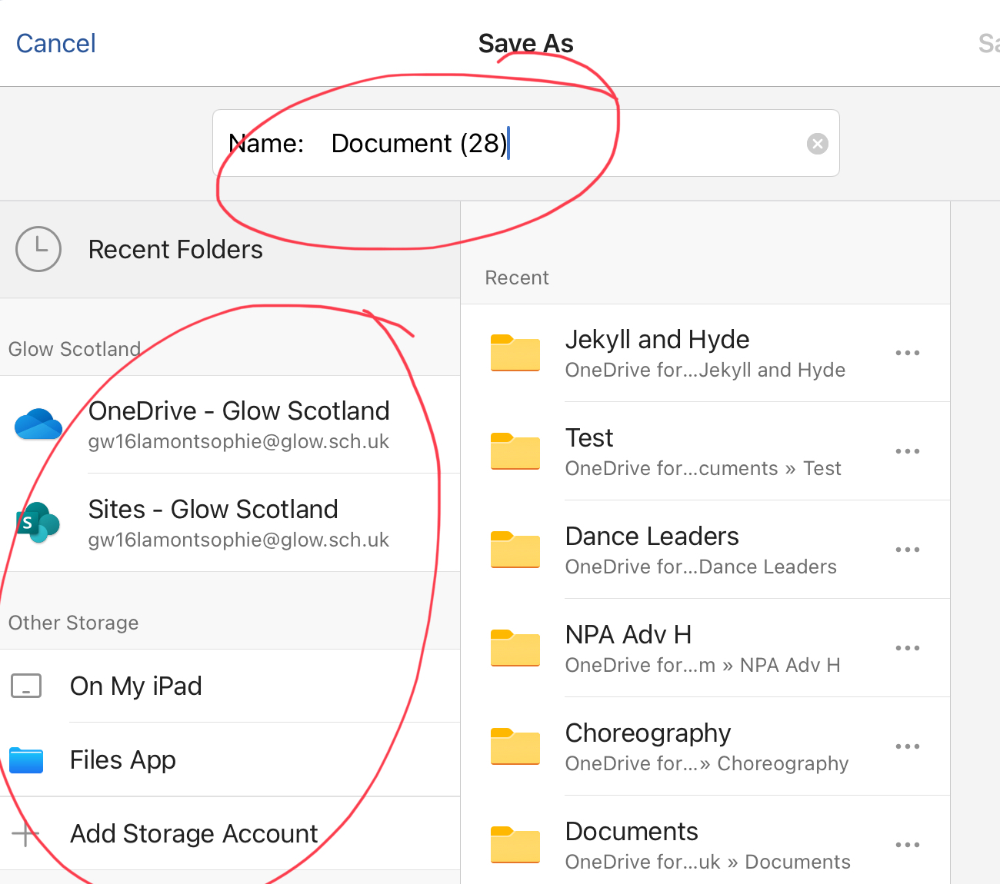 Cancel
Save As
Name: Document (28)
Recent Folders
Glow Scotland
OneDrive - Glow Scotland
gw16lamontsophie@glow.sch.uk
Sites - Glow Scotland
gw16lamontsophie@glow.sch.uk
Other Storage
On My iPad
Files App
Add Storage Account
Recent
Jekyll and Hyde
OneDrive for...Jekyll and Hyde
Test
OneDrive for...cuments » Test
Dance Leaders
OneDrive for...Dance Leaders
NPA Adv H
OneDrive for...m » NPA Adv H
Choreography
OneDrive for...» Choreography
Documents
OneDrive for...uk » Documents